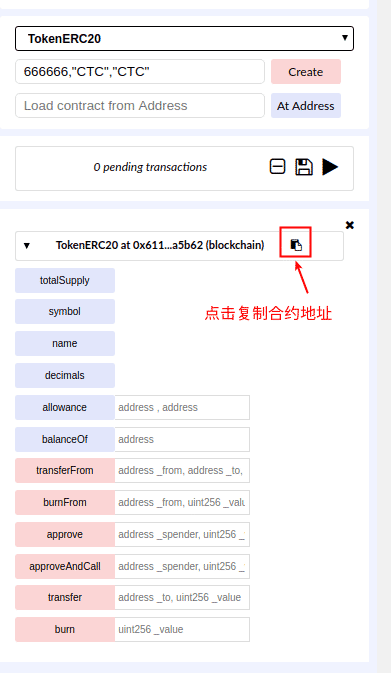 TokenERC20
666666,"CTC","CTC"
Create
Load contract from Address
At Address
0 pending transactions
TokenERC20 at 0x611...a5b62 (blockchain)
点击复制合约地址
totalSupply
symbol
name
decimals
allowance address , address
balanceOf address
transferFrom address _from, address _to,
burnFrom address _from, uint256 _valu
approve address _spender, uint256 _
approveAndCall address _spender, uint256 _
transfer address _to, uint256 _value
burn uint256 _value